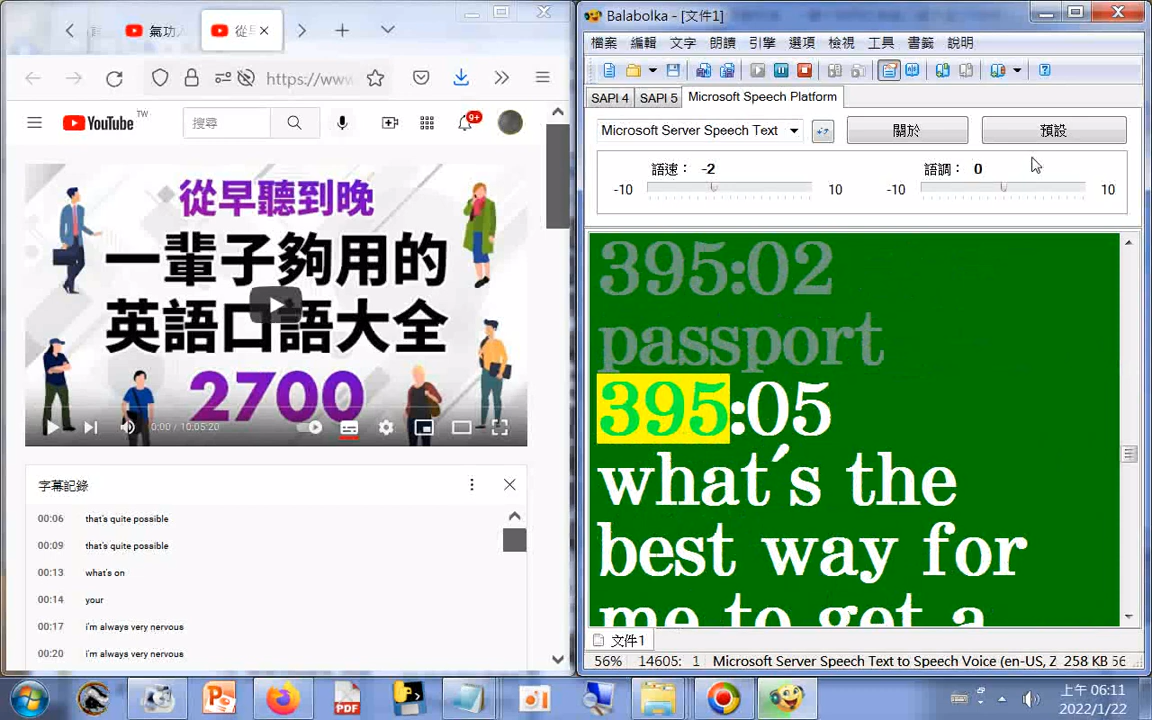 氣功
從
https://www
YouTube TW
搜尋
9+
從早聽到晚
一輩子夠用的
英語口語大全
2700
0:00 / 10:05:20
字幕記錄
00:06 that's quite possible
00:09 that's quite possible
00:13 what's on
00:14 your
00:17 i'm always very nervous
00:20 i'm always very nervous
Balabolka - [文件1]
檔案 編輯 文字 朗讀 引擎 選項 檢視 工具 書籤 說明
SAPI 4 SAPI 5 Microsoft Speech Platform
Microsoft Server Speech Text 關於 預設
語速： -2 語調： 0
-10 10 -10 10
395:02
passport
395:05
what's the
best way for
me to get a
文件1
56% 14605: 1 Microsoft Server Speech Text to Speech Voice (en-US, Z 258 KB 56
PDF
上午 06:11
2022/1/22